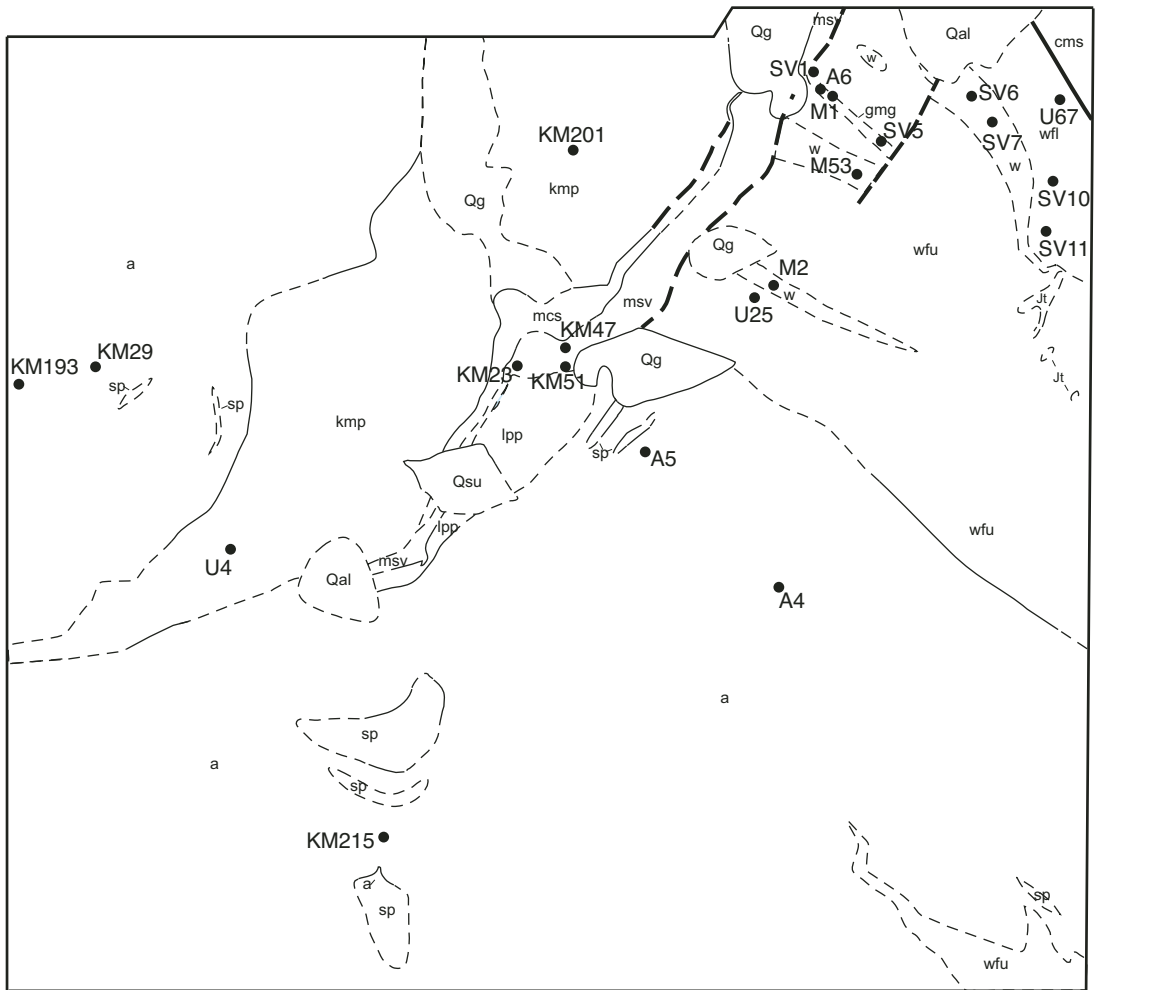 msv
Qg
Qal
cms
w
SV1
A6
SV6
U67
M1
gmg
SV5
SV7
wfl
KM201
w
M53
w
kmp
SV10
Qg
a
Qg
wfu
SV11
M2
w
Jt
msv
U25
mcs
KM47
KM29
KM193
sp
KM23
KM51
Qg
Jt
sp
kmp
lpp
sp
A5
Qsu
lpp
wfu
msv
U4
Qal
A4
a
sp
a
sp
KM215
a
sp
sp
wfu